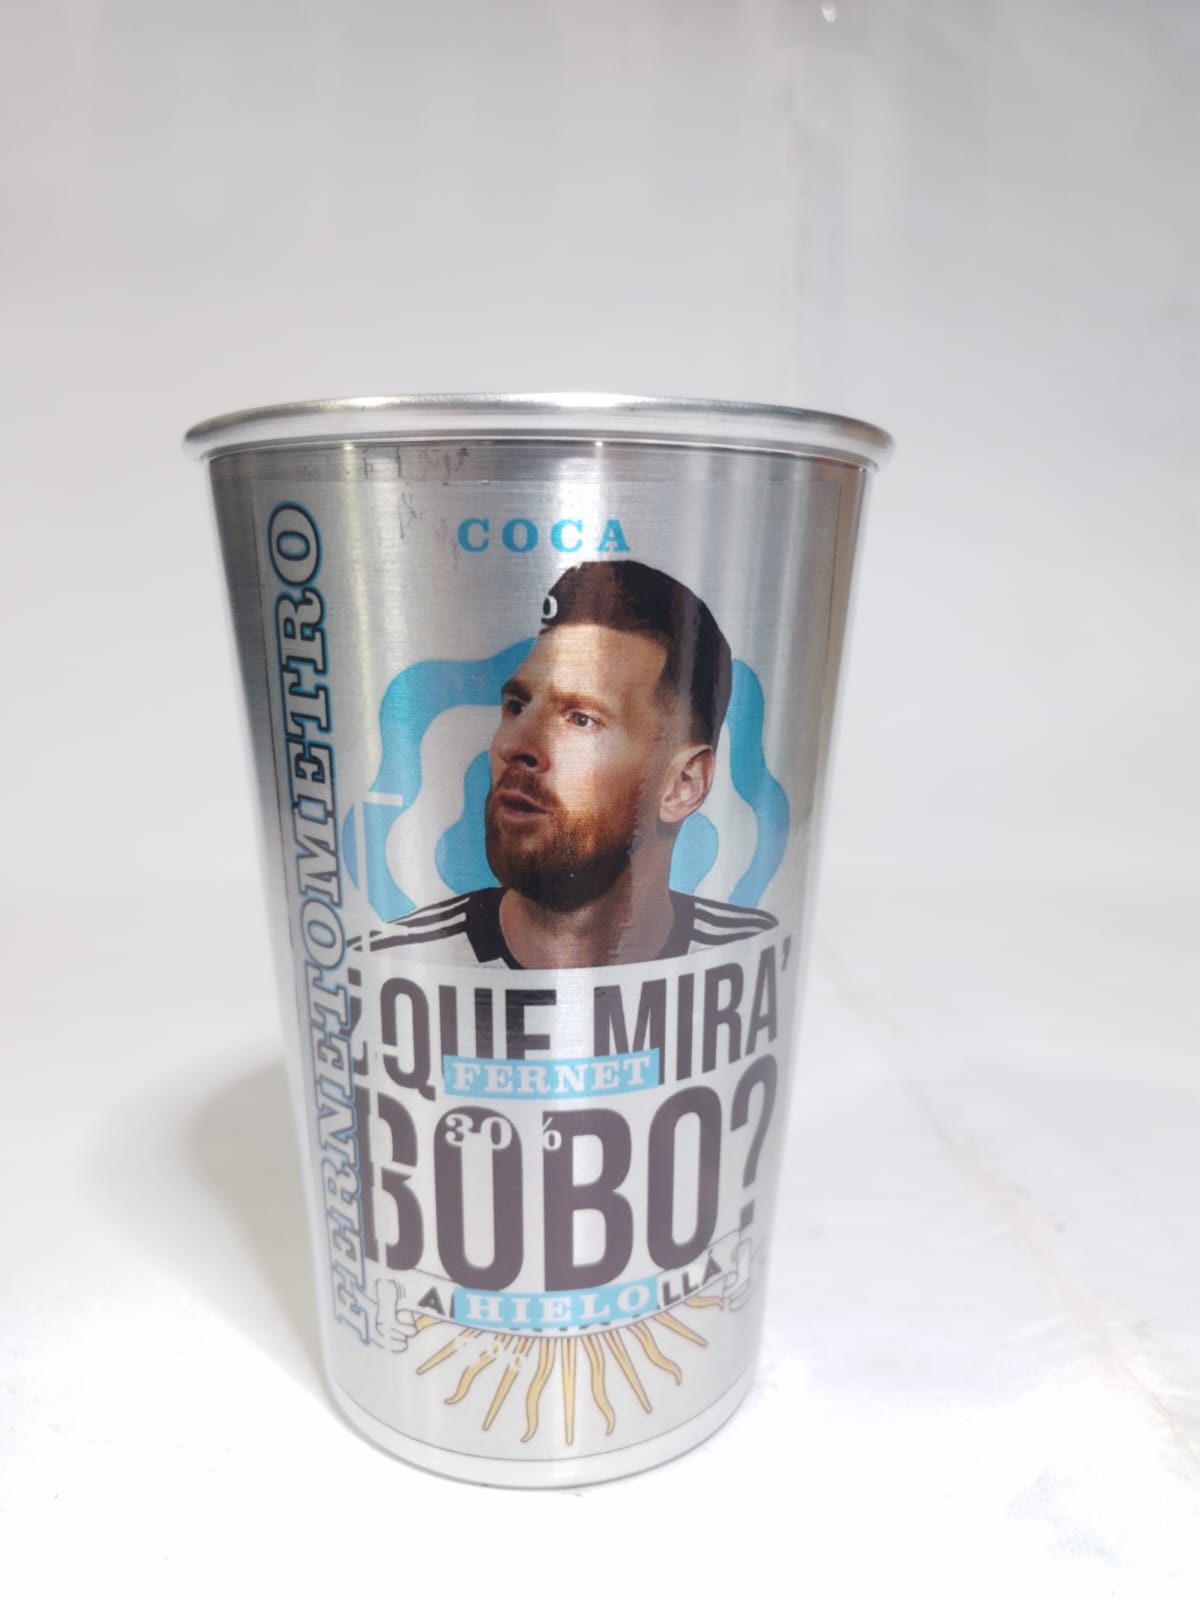 FERNETOMETRO
COCA
¿QUE MIRA'
FERNET
BOBO?
30 %
HIELO